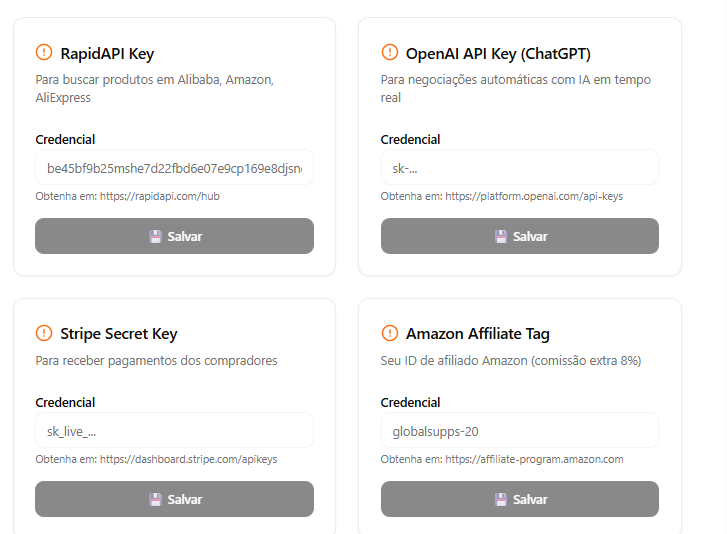 RapidAPI Key
Para buscar produtos em Alibaba, Amazon,
AliExpress
Credencial
be45bf9b25mshe7d22fbd6e07e9cp169e8djsn
Obtenha em: https://rapidapi.com/hub
Salvar
OpenAI API Key (ChatGPT)
Para negociações automáticas com IA em tempo
real
Credencial
sk-...
Obtenha em: https://platform.openai.com/api-keys
Salvar
Stripe Secret Key
Para receber pagamentos dos compradores
Credencial
sk_live_...
Obtenha em: https://dashboard.stripe.com/apikeys
Salvar
Amazon Affiliate Tag
Seu ID de afiliado Amazon (comissão extra 8%)
Credencial
globalsupps-20
Obtenha em: https://affiliate-program.amazon.com
Salvar